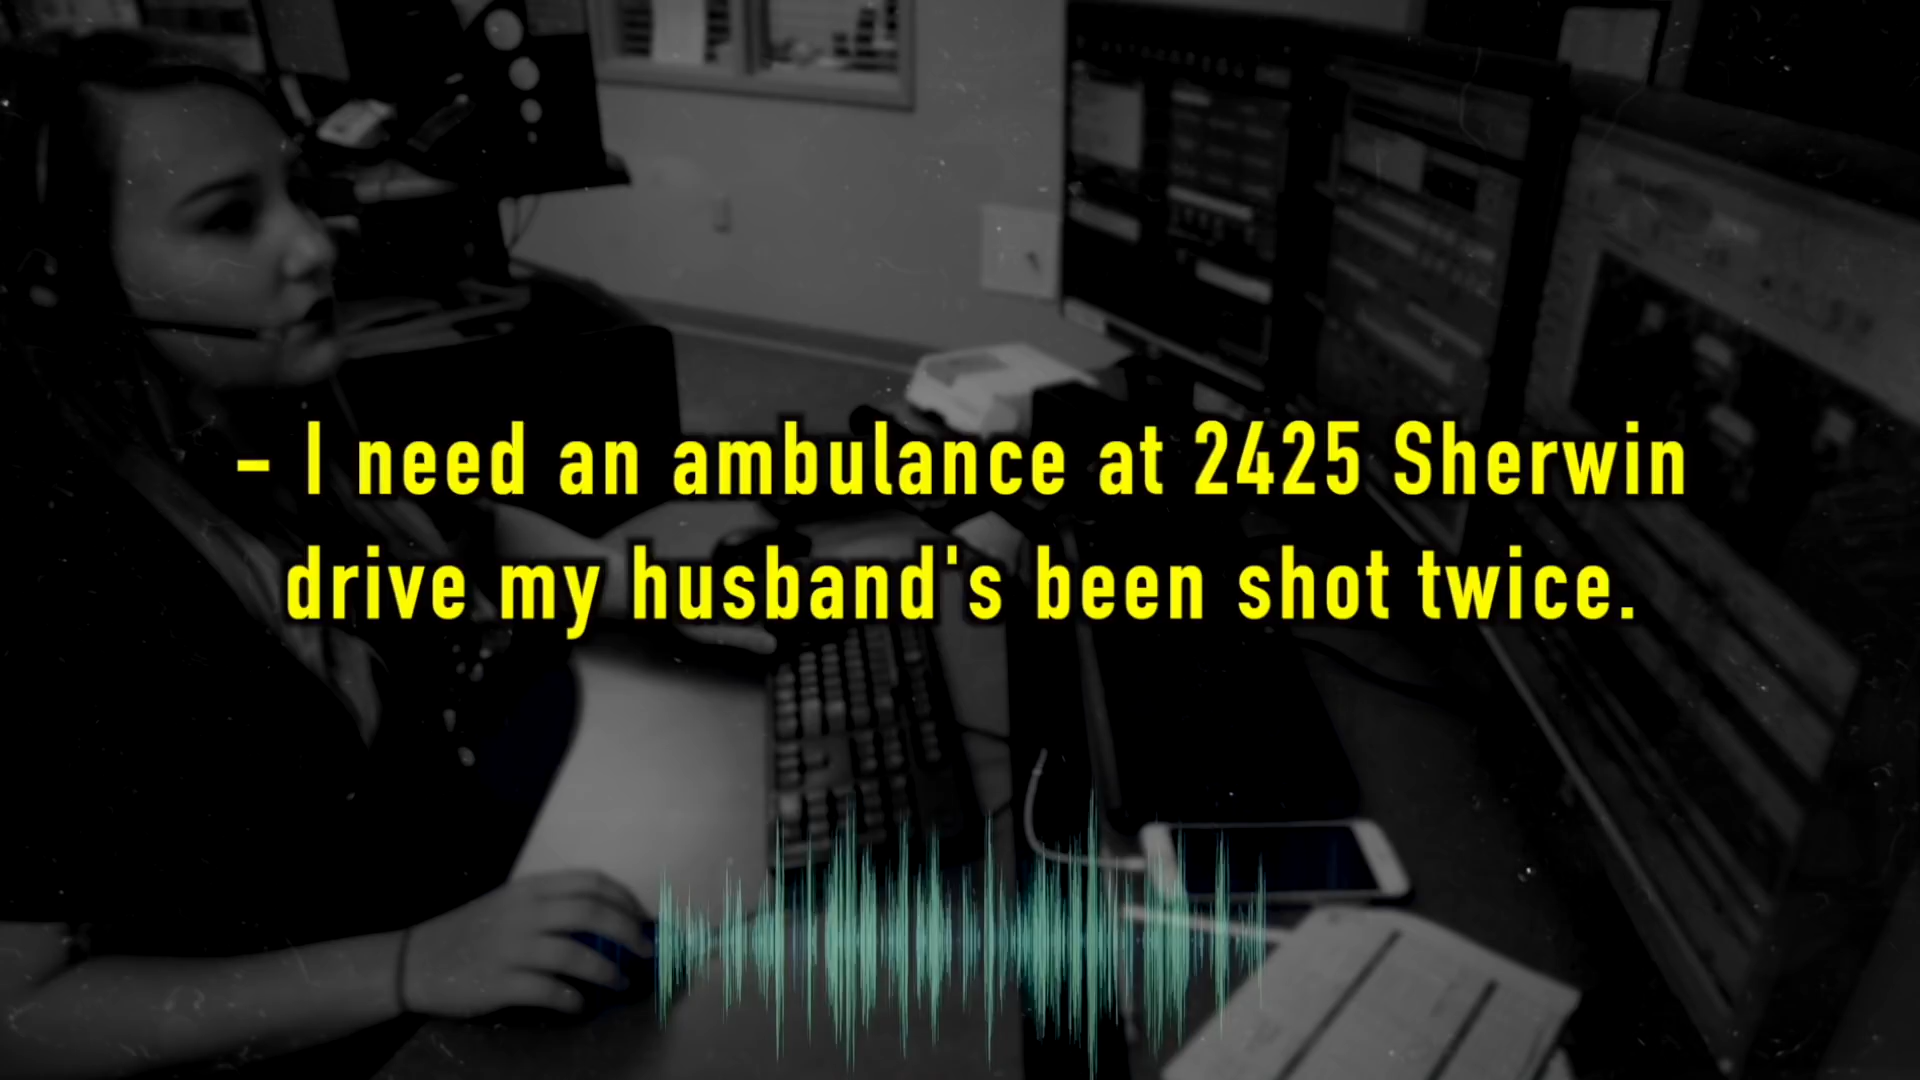 - I need an ambulance at 2425 Sherwin
drive my husband's been shot twice.